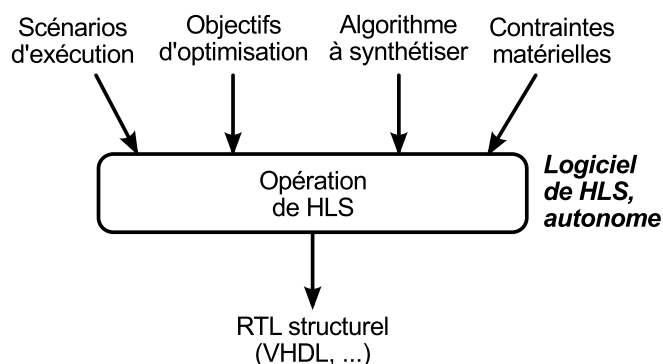 Scénarios
d'exécution
Objectifs
d'optimisation
Algorithme
à synthétiser
Contraintes
matérielles
Opération
de HLS
Logiciel
de HLS,
autonome
RTL structurel
(VHDL, ...)